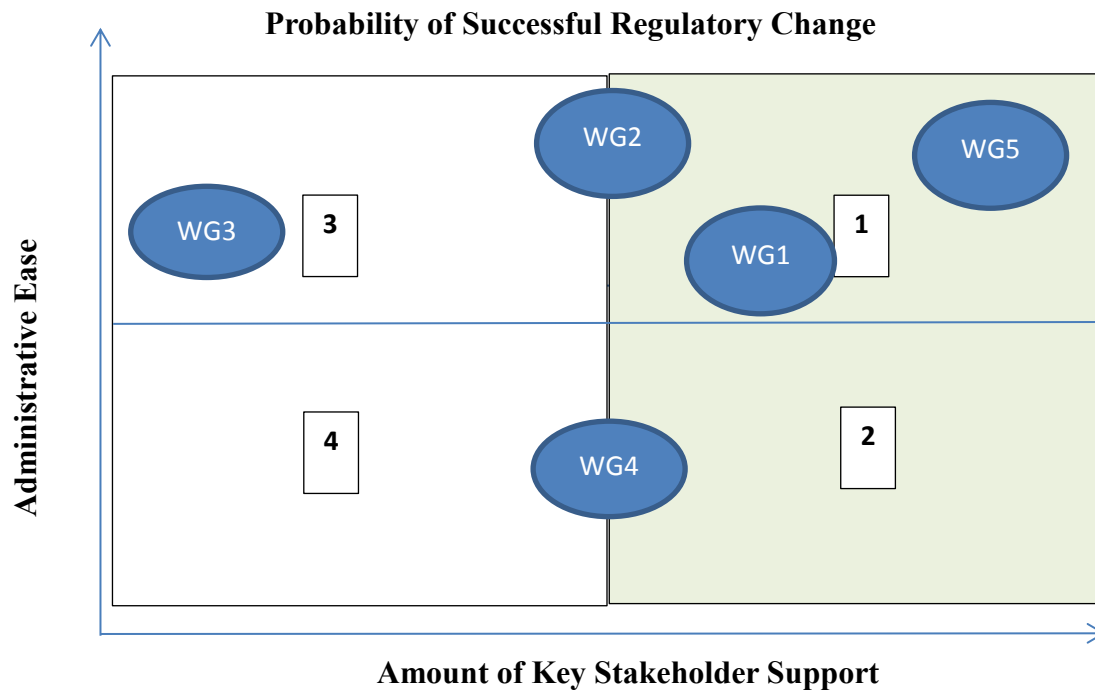 Probability of Successful Regulatory Change
WG2
WG5
WG3
3
1
WG1
4
2
WG4
Administrative Ease
Amount of Key Stakeholder Support